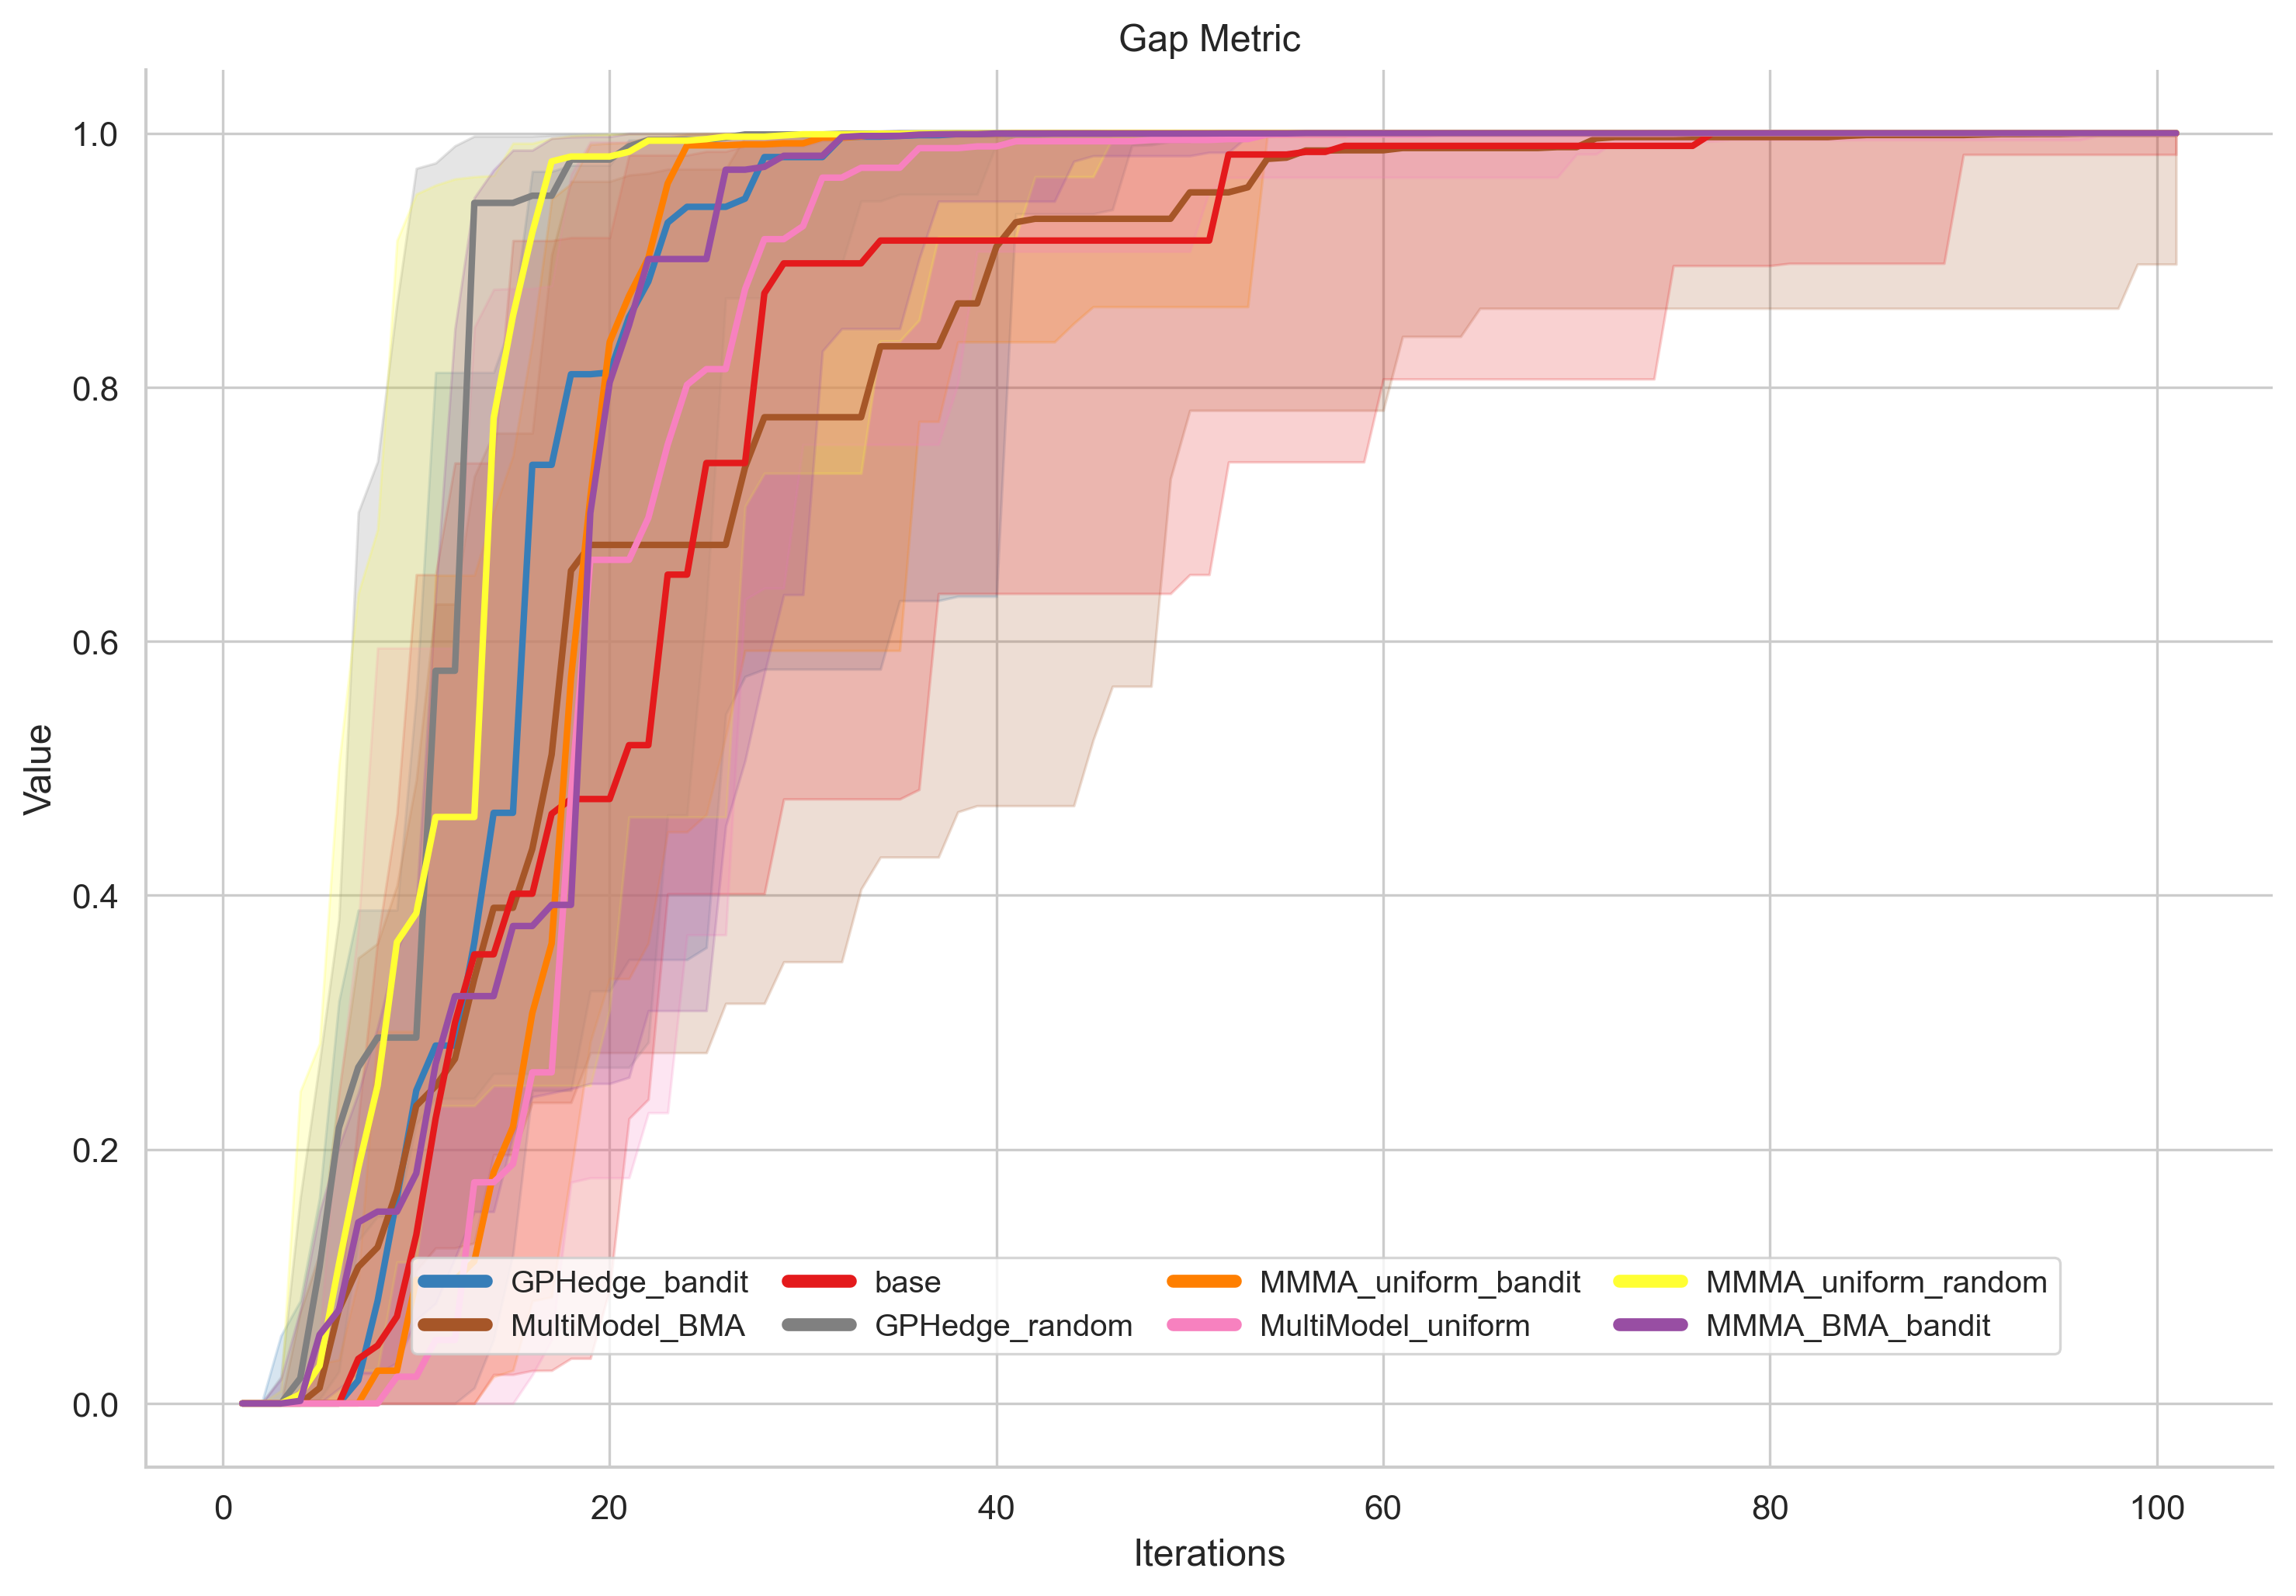 Gap Metric
1.0
0.8
0.6
0.4
0.2
0.0
Value
GPHedge_bandit base MMMA_uniform_bandit MMMA_uniform_random
MultiModel_BMA GPHedge_random MultiModel_uniform MMMA_BMA_bandit
0 20 40 60 80 100
Iterations